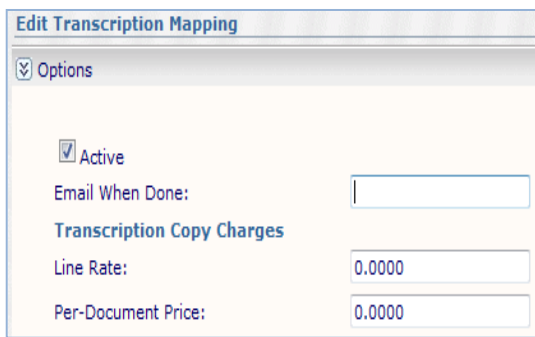 Edit Transcription Mapping
Options
Active
Email When Done:
Transcription Copy Charges
Line Rate: 0.0000
Per-Document Price: 0.0000